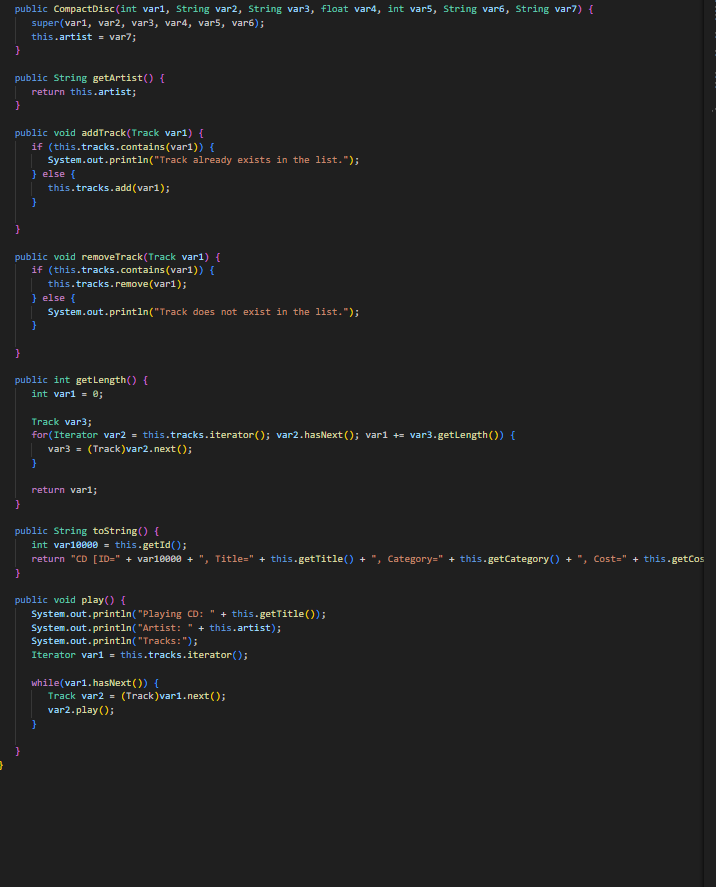 public CompactDisc(int var1, String var2, String var3, float var4, int var5, String var6, String var7) {
super(var1, var2, var3, var4, var5, var6);
this.artist = var7;
}
public String getArtist() {
return this.artist;
}
public void addTrack(Track var1) {
if (this.tracks.contains(var1)) {
System.out.println("Track already exists in the list.");
} else {
this.tracks.add(var1);
}
}
public void removeTrack(Track var1) {
if (this.tracks.contains(var1)) {
this.tracks.remove(var1);
} else {
System.out.println("Track does not exist in the list.");
}
}
public int getLength() {
int var1 = 0;
Track var3;
for(Iterator var2 = this.tracks.iterator(); var2.hasNext(); var1 += var3.getLength()) {
var3 = (Track)var2.next();
}
return var1;
}
public String toString() {
int var10000 = this.getId();
return "CD [ID=" + var10000 + ", Title=" + this.getTitle() + ", Category=" + this.getCategory() + ", Cost=" + this.getCos
}
public void play() {
System.out.println("Playing CD: " + this.getTitle());
System.out.println("Artist: " + this.artist);
System.out.println("Tracks:");
Iterator var1 = this.tracks.iterator();
while(var1.hasNext()) {
Track var2 = (Track)var1.next();
var2.play();
}
}
}